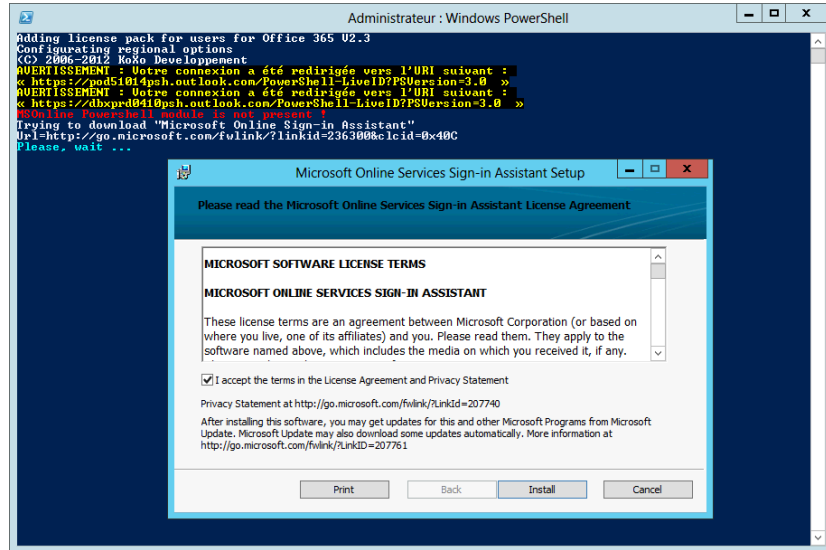 Administrateur : Windows PowerShell
Adding license pack for users for Office 365 V2.3
Configurating regional options
(C) 2006-2012 KoXo Developpement
AVERTISSEMENT : Votre connexion a été redirigée vers l'URI suivant :
« https://pod51014psh.outlook.com/PowerShell-LiveID?PSVersion=3.0 »
AVERTISSEMENT : Votre connexion a été redirigée vers l'URI suivant :
« https://dbxprd0410psh.outlook.com/PowerShell-LiveID?PSVersion=3.0 »
MSOnline Powershell module is not present !
Trying to download "Microsoft Online Sign-in Assistant"
Url=http://go.microsoft.com/fwlink/?linkid=236300&clcid=0x40C
Please, wait ...
Microsoft Online Services Sign-in Assistant Setup
Please read the Microsoft Online Services Sign-in Assistant License Agreement
MICROSOFT SOFTWARE LICENSE TERMS
MICROSOFT ONLINE SERVICES SIGN-IN ASSISTANT
These license terms are an agreement between Microsoft Corporation (or based on
where you live, one of its affiliates) and you. Please read them. They apply to the
software named above, which includes the media on which you received it, if any.
I accept the terms in the License Agreement and Privacy Statement
Privacy Statement at http://go.microsoft.com/fwlink/?LinkId=207740
After installing this software, you may get updates for this and other Microsoft Programs from Microsoft
Update. Microsoft Update may also download some updates automatically. More information at
http://go.microsoft.com/fwlink/?LinkID=207761
Print
Back
Install
Cancel